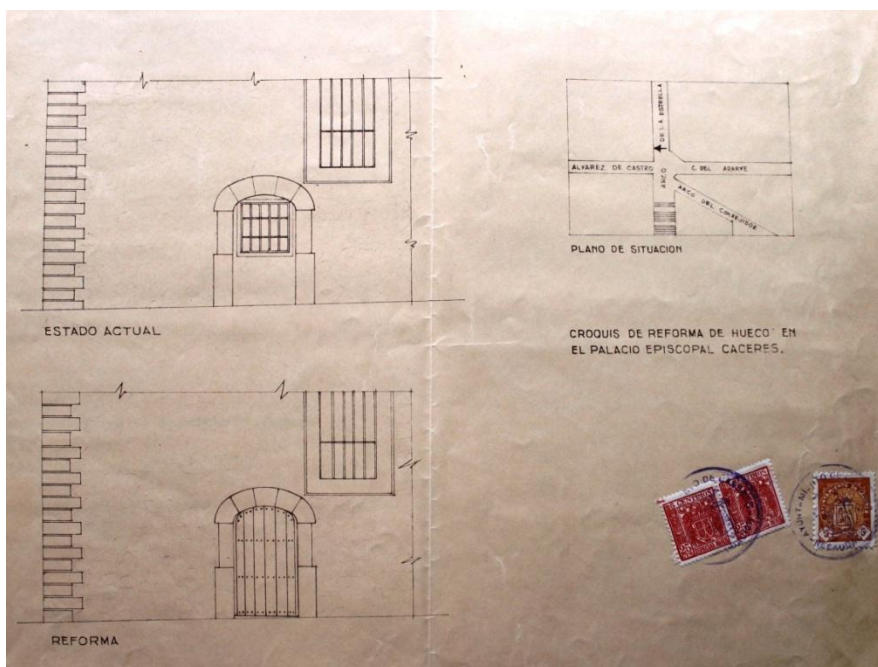 ESTADO ACTUAL
REFORMA
DE LA ESTRELLA
ALVAREZ DE CASTRO
C. DEL ADARVE
ARCO
ARCO DEL CORREGIDOR
PLANO DE SITUACION
CROQUIS DE REFORMA DE HUECO EN
EL PALACIO EPISCOPAL CACERES.